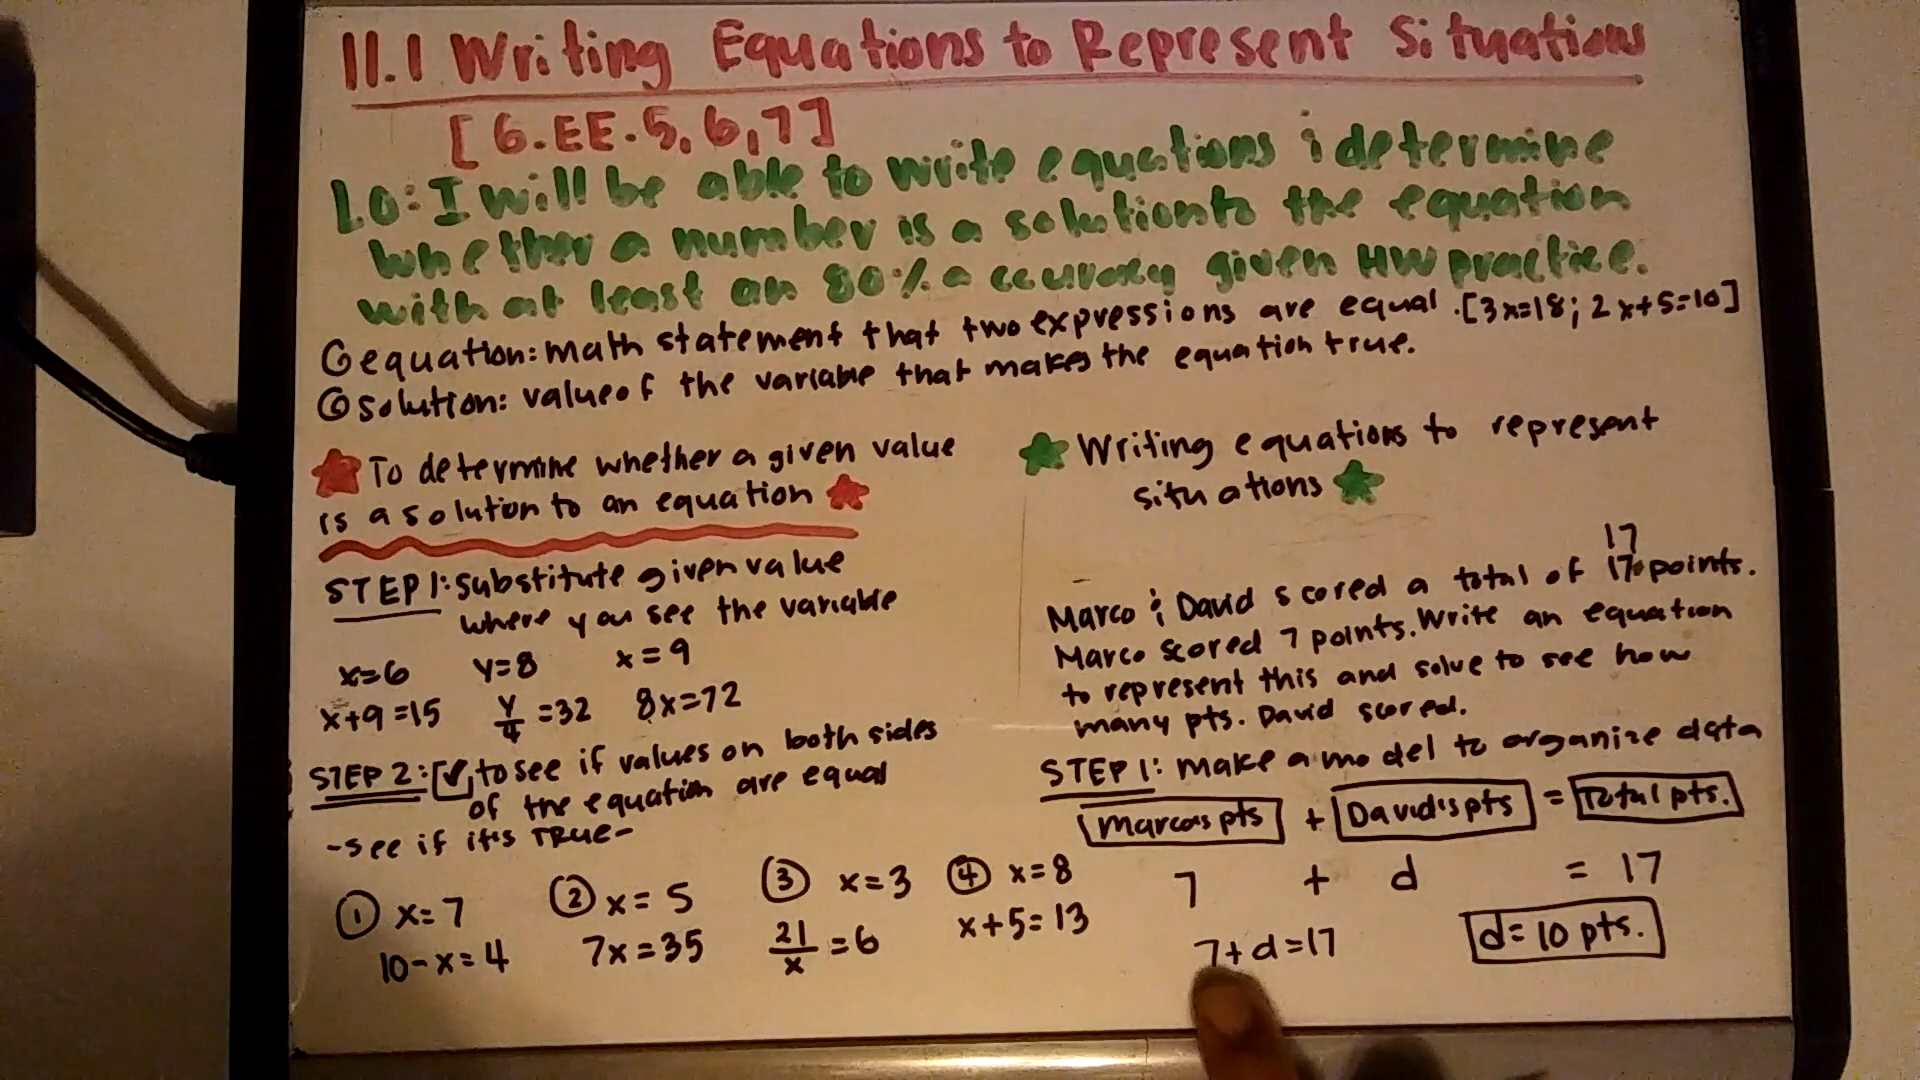 11.1 Writing Equations to Represent Situations
[6.EE.5,6,7]
LO: I will be able to write equations & determine
whether a number is a solution to the equation
with at least an 80% accuracy given HW practice.
equation: math statement that two expressions are equal. [3x=18; 2x+5=10]
solution: value of the variable that makes the equation true.
To determine whether a given value
is a solution to an equation
STEP 1: substitute given value
where you see the variable
x=6 y=8 x=9
x+9=15 y/4=32 8x=72
STEP 2: [✓] to see if values on both sides
of the equation are equal
-see if it's TRUE-
① x=7 ② x=5 ③ x=3 ④ x=8
10-x=4 7x=35 21/x=6 x+5=13
Writing equations to represent
situations
17
Marco & David scored a total of 17 points.
Marco scored 7 points. Write an equation
to represent this and solve to see how
many pts. David scored.
STEP 1: Make a model to organize data
Marcos pts + David's pts = Total pts.
7 + d = 17
7+d=17 d=10 pts.